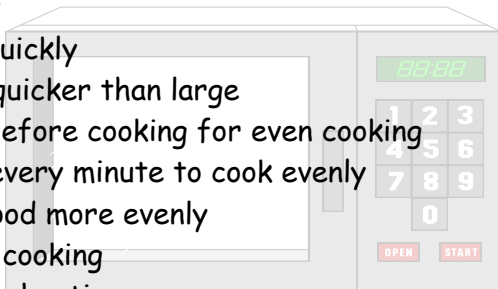 uickly
quicker than large
efore cooking for even cooking
every minute to cook evenly
ood more evenly
cooking
88:88
1 2 3
4 5 6
7 8 9
0
OPEN START